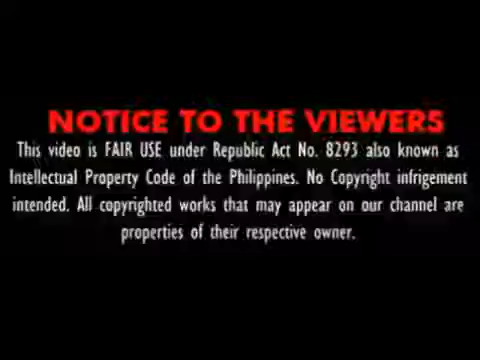 NOTICE TO THE VIEWERS
This video is FAIR USE under Republic Act No. 8293 also known as
Intellectual Property Code of the Philippines. No Copyright infrigement
intended. All copyrighted works that may appear on our channel are
properties of their respective owner.